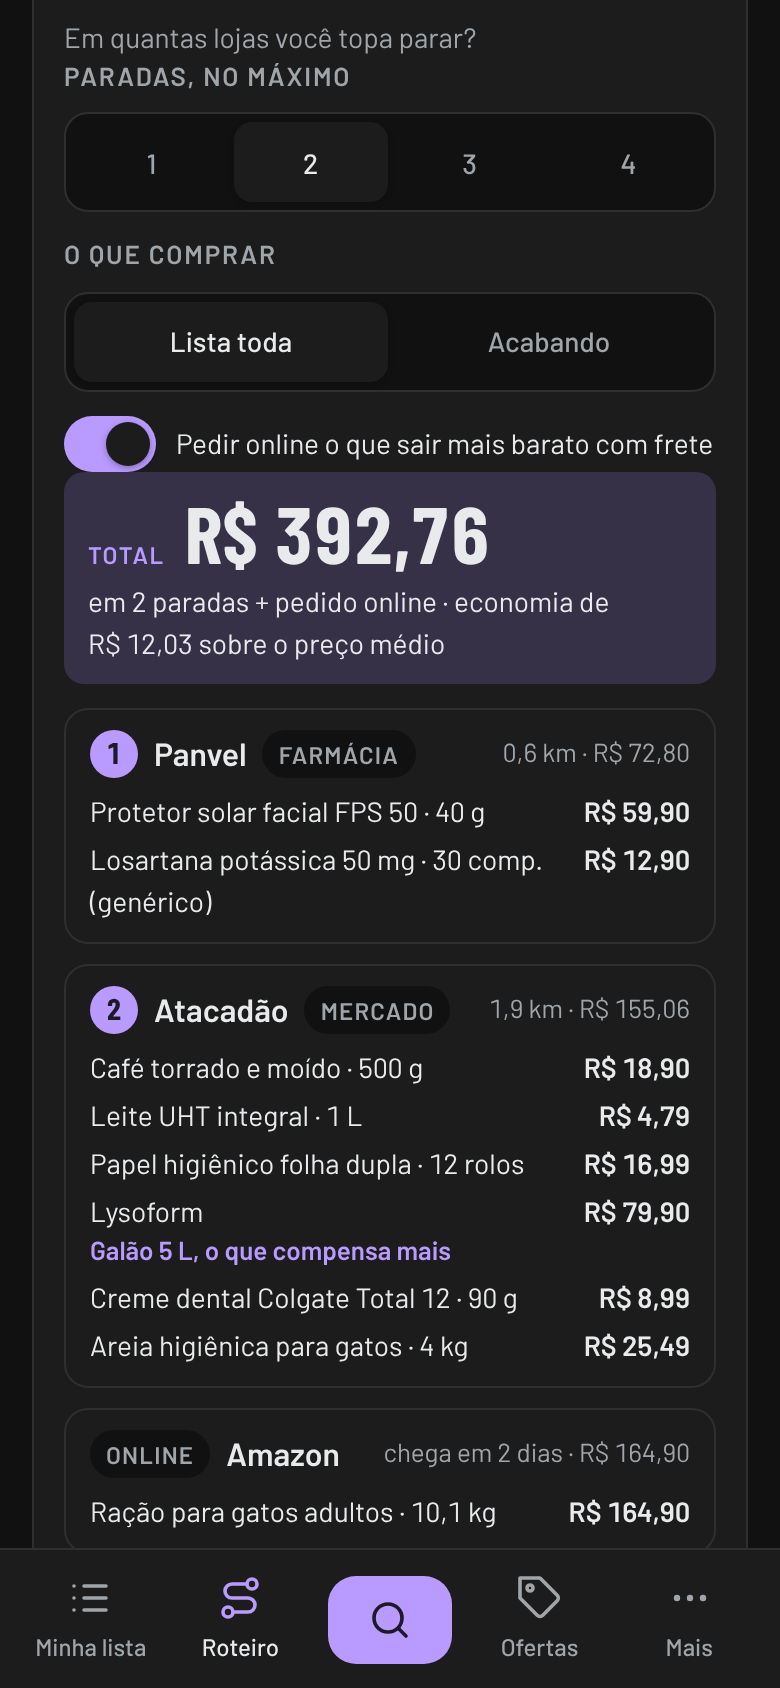 Em quantas lojas você topa parar?
PARADAS, NO MÁXIMO
1 2 3 4
O QUE COMPRAR
Lista toda Acabando
Pedir online o que sair mais barato com frete
TOTAL R$ 392,76
em 2 paradas + pedido online · economia de
R$ 12,03 sobre o preço médio
1 Panvel FARMÁCIA 0,6 km · R$ 72,80
Protetor solar facial FPS 50 · 40 g R$ 59,90
Losartana potássica 50 mg · 30 comp. R$ 12,90
(genérico)
2 Atacadão MERCADO 1,9 km · R$ 155,06
Café torrado e moído · 500 g R$ 18,90
Leite UHT integral · 1 L R$ 4,79
Papel higiênico folha dupla · 12 rolos R$ 16,99
Lysoform R$ 79,90
Galão 5 L, o que compensa mais
Creme dental Colgate Total 12 · 90 g R$ 8,99
Areia higiênica para gatos · 4 kg R$ 25,49
ONLINE Amazon chega em 2 dias · R$ 164,90
Ração para gatos adultos · 10,1 kg R$ 164,90
Minha lista Roteiro Ofertas Mais